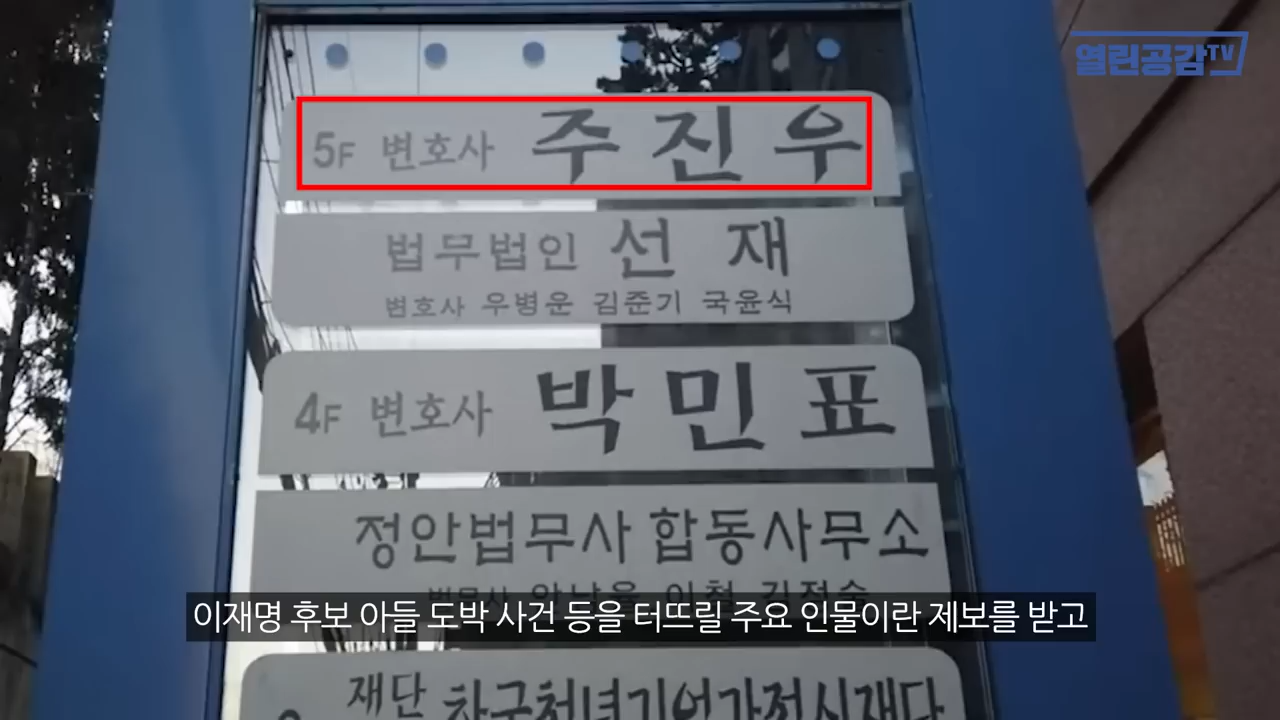 열린공감TV
5F 변호사 주진우
법무법인 선 재
변호사 우병운 김준기 국윤식
4F 변호사 박민표
정안법무사 합동사무소
이재명 후보 아들 도박 사건 등을 터뜨릴 주요 인물이란 제보를 받고
재단